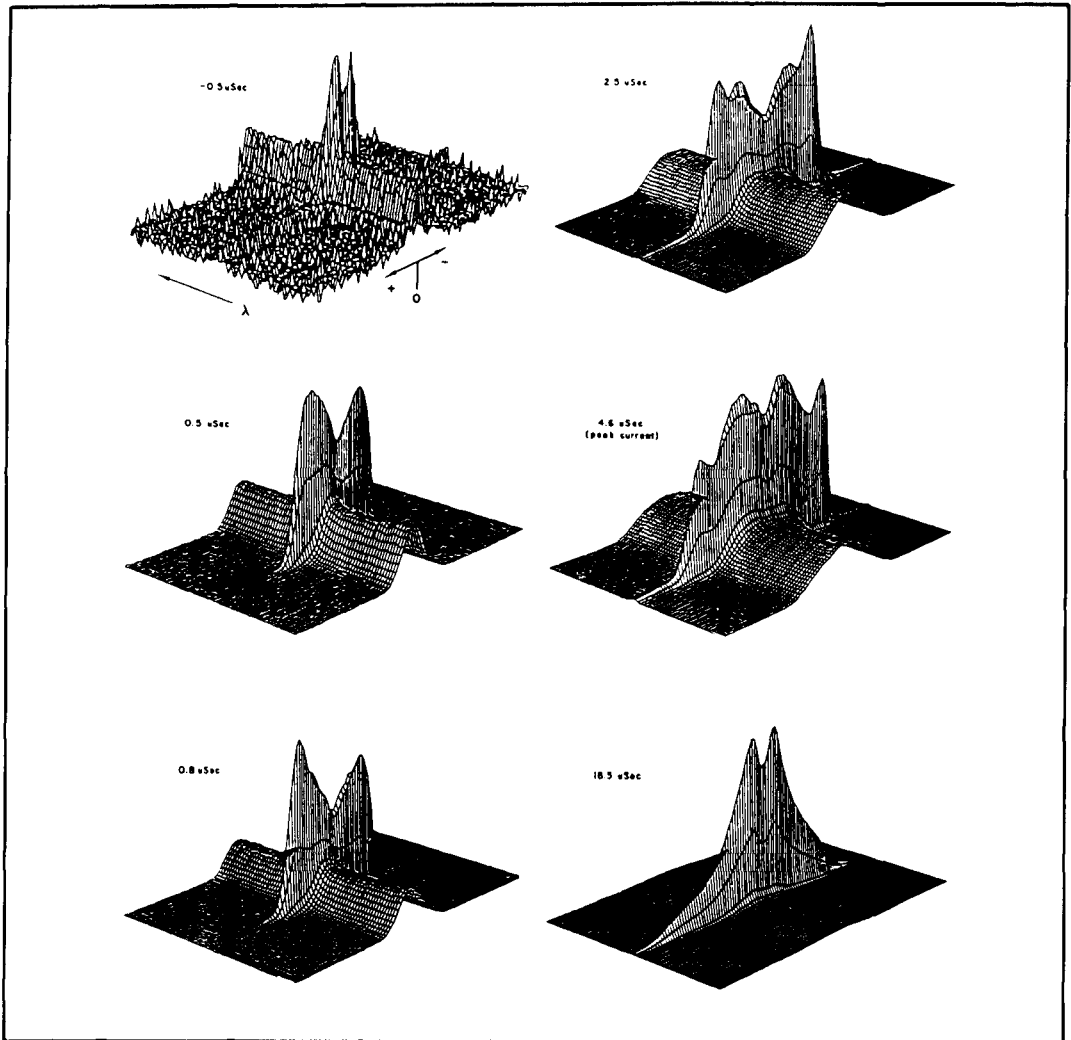 -0.5 uSec
2.5 uSec
-
+
0
λ
0.5 uSec
4.6 uSec
(peak current)
0.8 uSec
18.5 uSec